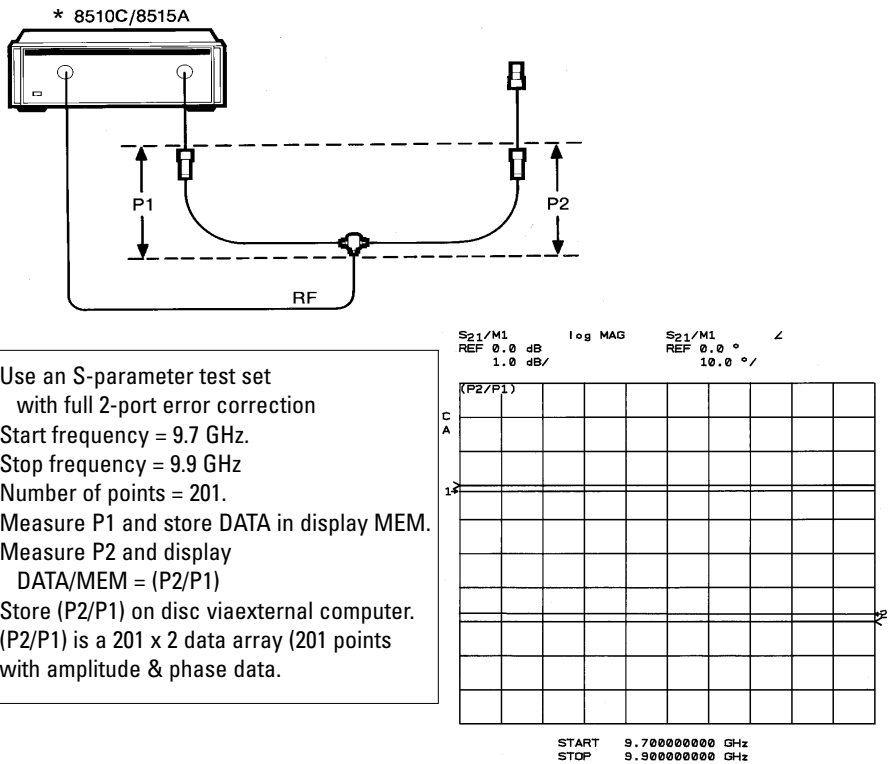 * 8510C/8515A
P1
P2
RF
Use an S-parameter test set
with full 2-port error correction
Start frequency = 9.7 GHz.
Stop frequency = 9.9 GHz
Number of points = 201.
Measure P1 and store DATA in display MEM.
Measure P2 and display
DATA/MEM = (P2/P1)
Store (P2/P1) on disc viaexternal computer.
(P2/P1) is a 201 x 2 data array (201 points
with amplitude & phase data.
S21/M1 log MAG S21/M1 ∠
REF 0.0 dB REF 0.0 °
1.0 dB/ 10.0 °/
(P2/P1)
C
A
1
2
START 9.700000000 GHz
STOP 9.900000000 GHz